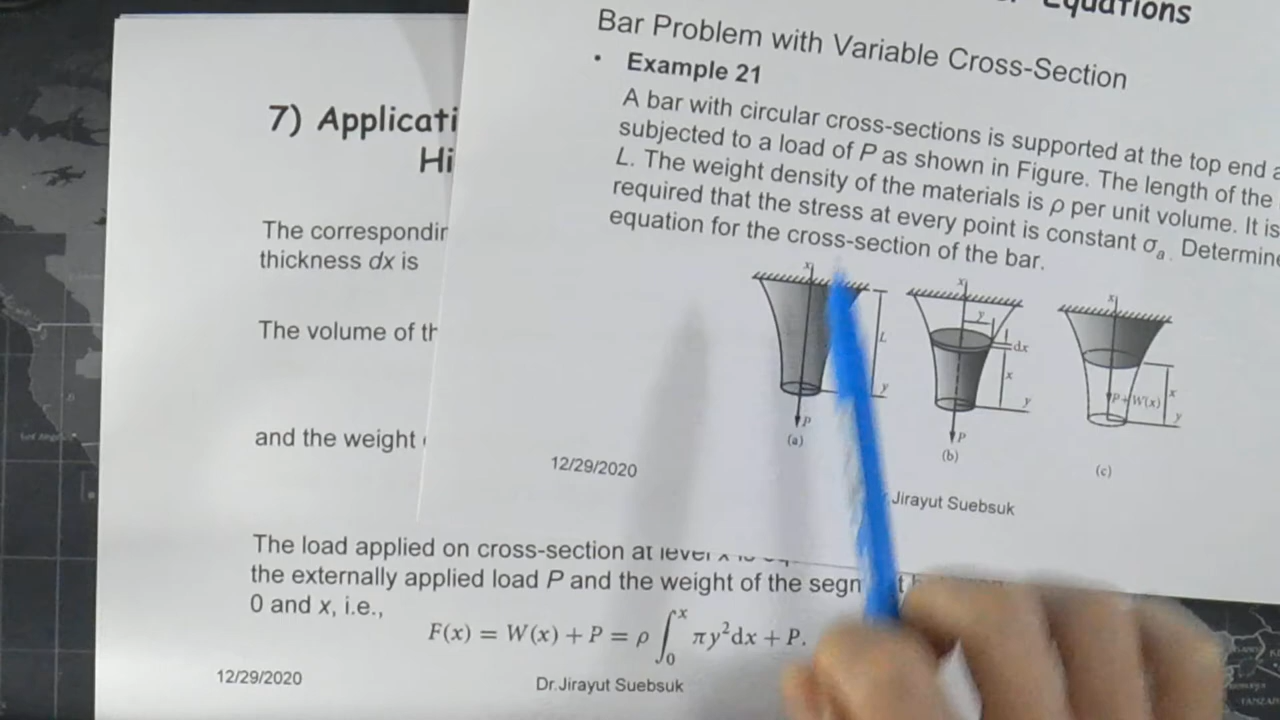 Equations
Bar Problem with Variable Cross-Section
• Example 21
A bar with circular cross-sections is supported at the top end
subjected to a load of P as shown in Figure. The length of the
L. The weight density of the materials is ρ per unit volume. It is
required that the stress at every point is constant σa. Determine
equation for the cross-section of the bar.
x
L
y
P
(a)
x
y
dx
x
y
P
(b)
x
P+W(x)
x
y
(c)
12/29/2020
Jirayut Suebsuk
7) Applicati
Hi
The correspondin
thickness dx is
The volume of th
and the weight
The load applied on cross-section at level x is
the externally applied load P and the weight of the segm
0 and x, i.e.,
F(x) = W(x) + P = ρ ∫₀ˣ πy²dx + P.
12/29/2020
Dr.Jirayut Suebsuk